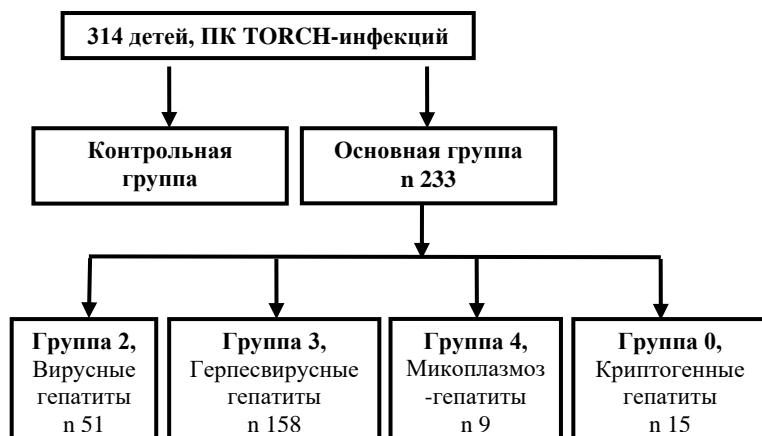 314 детей, ПК TORCH-инфекций
Контрольная
группа
Основная группа
n 233
Группа 2,
Вирусные
гепатиты
n 51
Группа 3,
Герпесвирусные
гепатиты
n 158
Группа 4,
Микоплазмоз
-гепатиты
n 9
Группа 0,
Криптогенные
гепатиты
n 15